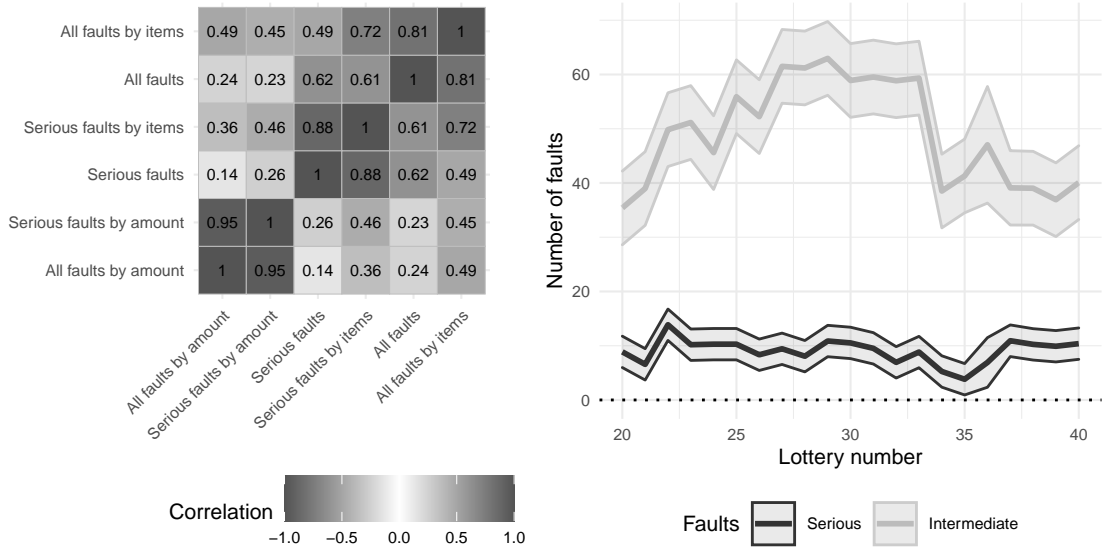 All faults by items 0.49 0.45 0.49 0.72 0.81 1
All faults 0.24 0.23 0.62 0.61 1 0.81
Serious faults by items 0.36 0.46 0.88 1 0.61 0.72
Serious faults 0.14 0.26 1 0.88 0.62 0.49
Serious faults by amount 0.95 1 0.26 0.46 0.23 0.45
All faults by amount 1 0.95 0.14 0.36 0.24 0.49
All faults by amount
Serious faults by amount
Serious faults
Serious faults by items
All faults
All faults by items
Correlation
−1.0 −0.5 0.0 0.5 1.0
Number of faults
60
40
20
0
20 25 30 35 40
Lottery number
Faults Serious Intermediate